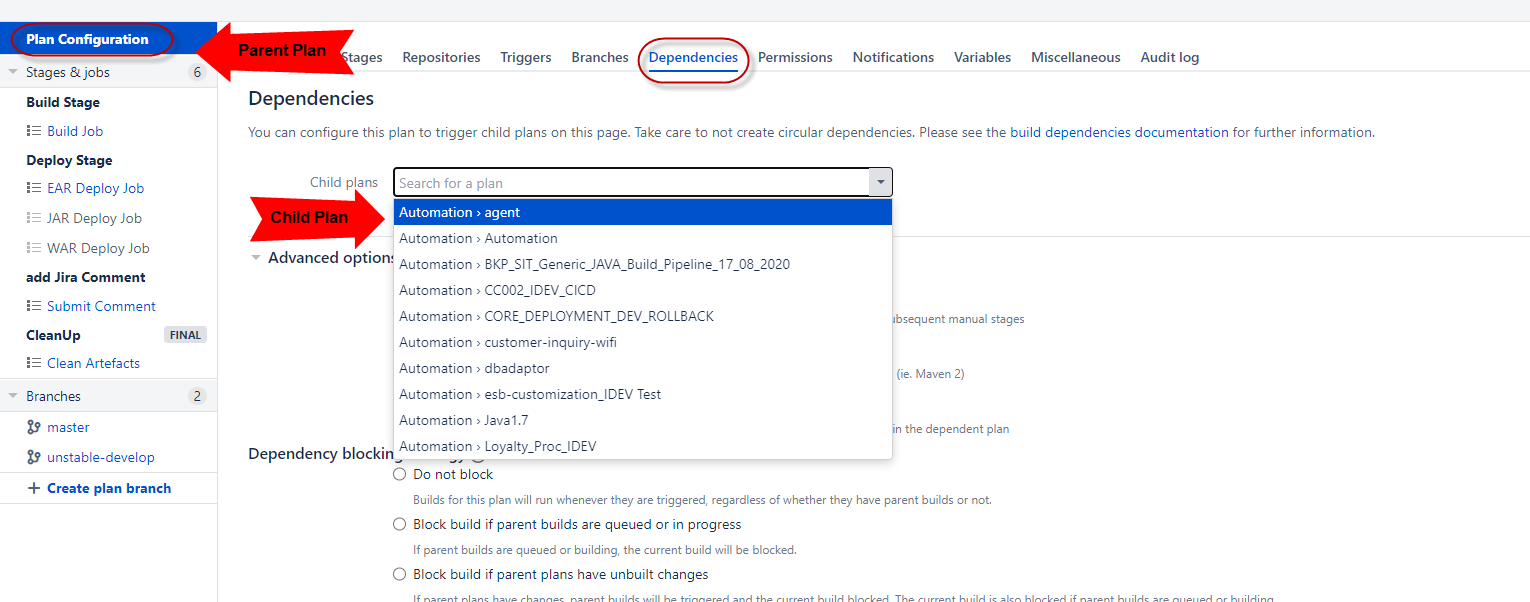 Plan Configuration
Parent Plan
Stages & jobs 6
Build Stage
Build Job
Deploy Stage
EAR Deploy Job
JAR Deploy Job
WAR Deploy Job
add Jira Comment
Submit Comment
CleanUp FINAL
Clean Artefacts
Branches 2
master
unstable-develop
+ Create plan branch
Stages Repositories Triggers Branches Dependencies Permissions Notifications Variables Miscellaneous Audit log
Dependencies
You can configure this plan to trigger child plans on this page. Take care to not create circular dependencies. Please see the build dependencies documentation for further information.
Child plans Search for a plan
Child Plan
Automation › agent
Automation › Automation
Advanced options
Automation › BKP_SIT_Generic_JAVA_Build_Pipeline_17_08_2020
Automation › CC002_IDEV_CICD
Automation › CORE_DEPLOYMENT_DEV_ROLLBACK
ubsequent manual stages
Automation › customer-inquiry-wifi
Automation › dbadaptor
(ie. Maven 2)
Automation › esb-customization_IDEV Test
Automation › Java1.7
in the dependent plan
Automation › Loyalty_Proc_IDEV
Dependency blocking
Do not block
Builds for this plan will run whenever they are triggered, regardless of whether they have parent builds or not.
Block build if parent builds are queued or in progress
If parent builds are queued or building, the current build will be blocked.
Block build if parent plans have unbuilt changes
If parent plans have changes, parent builds will be triggered and the current build blocked. The current build is also blocked if parent builds are queued or building.